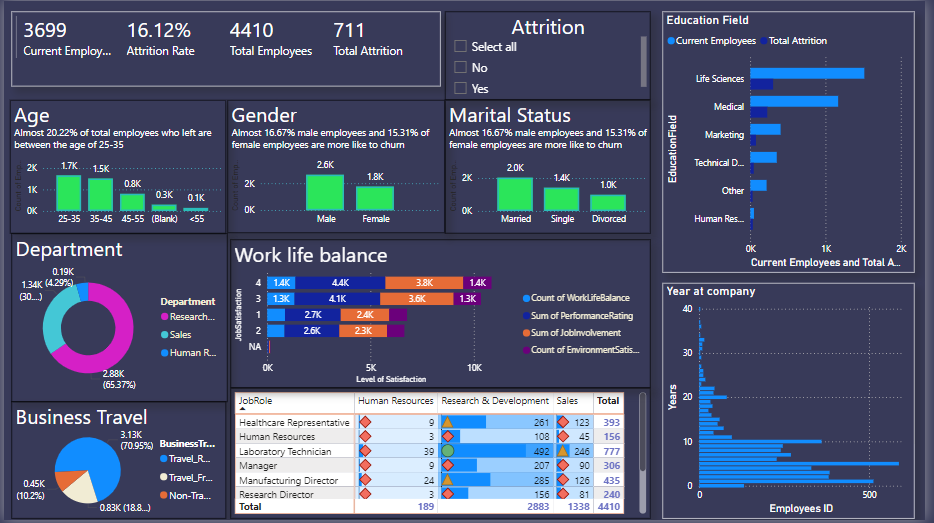 3699
Current Employ...
16.12%
Attrition Rate
4410
Total Employees
711
Total Attrition
Attrition
Select all
No
Yes
Age
Almost 20.22% of total employees who left are
between the age of 25-35
2K
1K
0K
1.7K
1.5K
0.8K
0.3K
0.1K
25-35
35-45
45-55
(Blank)
<55
Gender
Almost 16.67% male employees and 15.31% of
female employees are more like to churn
2K
0K
2.6K
1.8K
Male
Female
Marital Status
Almost 16.67% male employees and 15.31% of
female employees are more like to churn
2K
0K
2.0K
1.4K
1.0K
Married
Single
Divorced
Education Field
Current Employees
Total Attrition
EducationField
Life Sciences
Medical
Marketing
Technical D...
Other
Human Res...
0K
1K
2K
Current Employees and Total A...
Department
0.19K
(4.29%)
1.34K
(30....)
2.88K
(65.37%)
Department
Research...
Sales
Human R...
Work life balance
JobSatisfaction
4 1.4K 4.4K 3.8K 1.4K
3 1.3K 4.1K 3.6K 1.3K
1 2.7K 2.4K
2 2.6K 2.3K
NA
0K
5K
10K
Level of Satisfaction
Count of WorkLifeBalance
Sum of PerformanceRating
Sum of JobInvolvement
Count of EnvironmentSatis...
Business Travel
3.13K
(70.95%)
0.45K
(10.2%)
0.83K (18.8...)
BusinessTr...
Travel_R...
Travel_Fr...
Non-Tra...
JobRole Human Resources Research & Development Sales Total
Healthcare Representative 9 261 123 393
Human Resources 3 108 45 156
Laboratory Technician 39 492 246 777
Manager 9 207 90 306
Manufacturing Director 24 285 126 435
Research Director 3 156 81 240
Total 189 2883 1338 4410
Year at company
Years
40
30
20
10
0
0
500
Employees ID